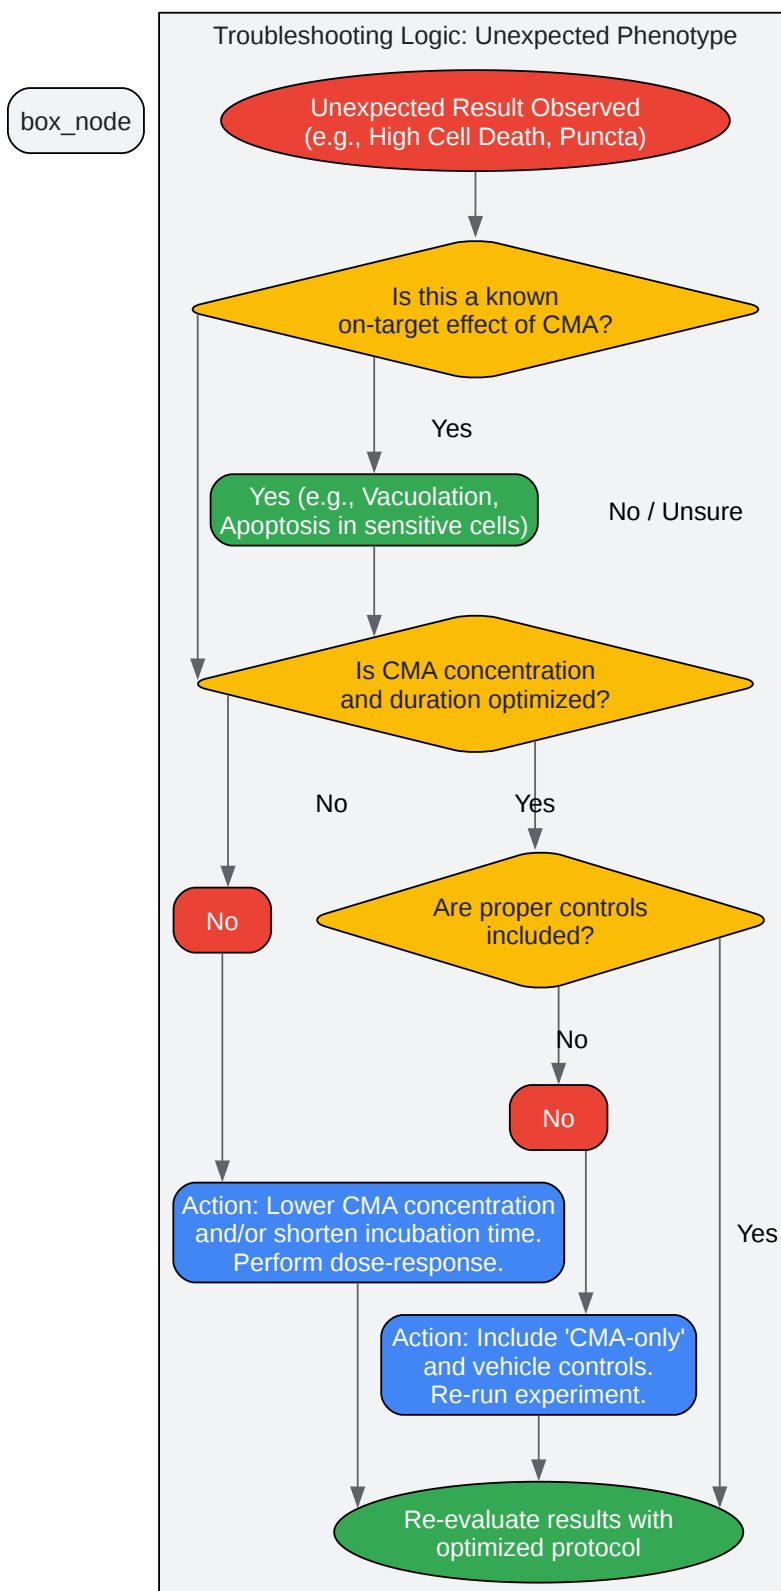 Troubleshooting Logic: Unexpected Phenotype
box_node
Unexpected Result Observed
(e.g., High Cell Death, Puncta)
Is this a known
on-target effect of CMA?
Yes
Yes (e.g., Vacuolation,
Apoptosis in sensitive cells)
No / Unsure
Is CMA concentration
and duration optimized?
No
Yes
No
Are proper controls
included?
No
No
Action: Lower CMA concentration
and/or shorten incubation time.
Perform dose-response.
Yes
Action: Include 'CMA-only'
and vehicle controls.
Re-run experiment.
Re-evaluate results with
optimized protocol